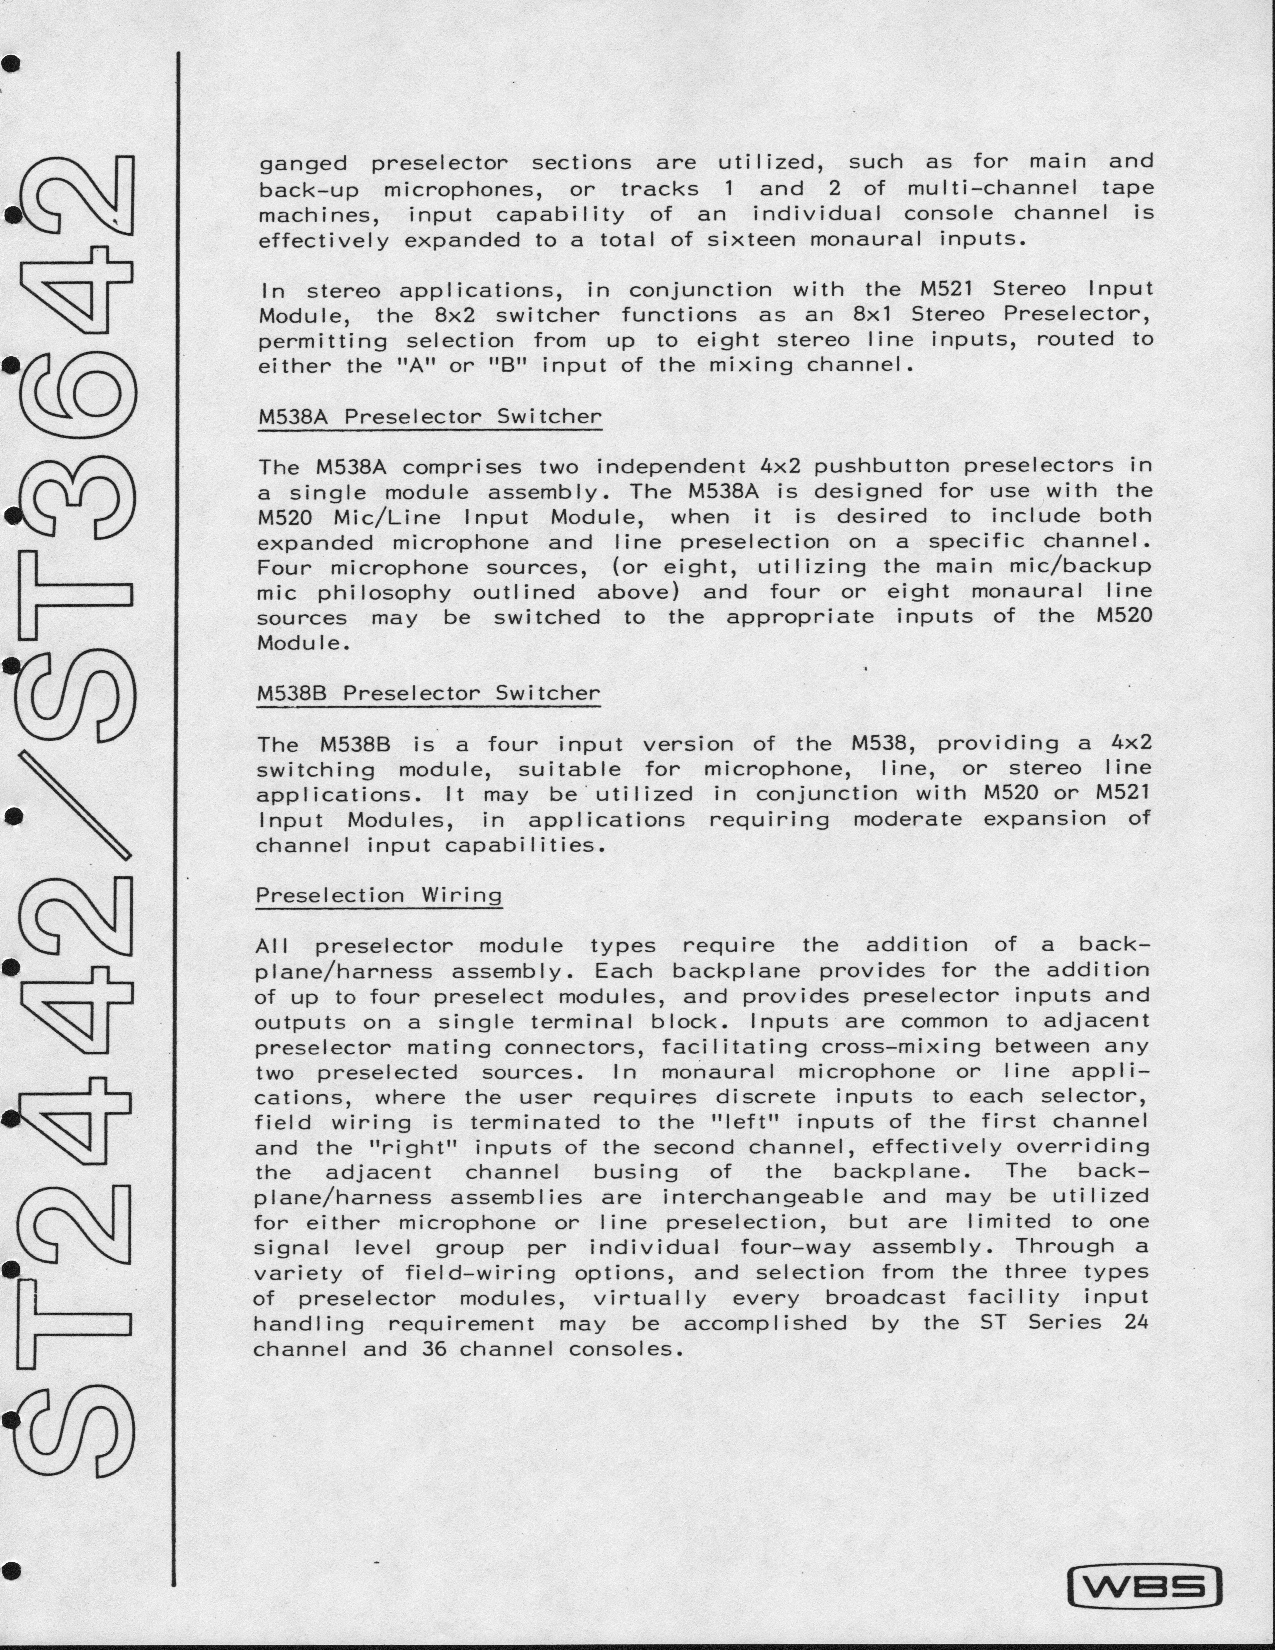 ST2442/ST3642
ganged preselector sections are utilized, such as for main and
back-up microphones, or tracks 1 and 2 of multi-channel tape
machines, input capability of an individual console channel is
effectively expanded to a total of sixteen monaural inputs.
In stereo applications, in conjunction with the M521 Stereo Input
Module, the 8x2 switcher functions as an 8x1 Stereo Preselector,
permitting selection from up to eight stereo line inputs, routed to
either the "A" or "B" input of the mixing channel.
M538A Preselector Switcher
The M538A comprises two independent 4x2 pushbutton preselectors in
a single module assembly. The M538A is designed for use with the
M520 Mic/Line Input Module, when it is desired to include both
expanded microphone and line preselection on a specific channel.
Four microphone sources, (or eight, utilizing the main mic/backup
mic philosophy outlined above) and four or eight monaural line
sources may be switched to the appropriate inputs of the M520
Module.
M538B Preselector Switcher
The M538B is a four input version of the M538, providing a 4x2
switching module, suitable for microphone, line, or stereo line
applications. It may be utilized in conjunction with M520 or M521
Input Modules, in applications requiring moderate expansion of
channel input capabilities.
Preselection Wiring
All preselector module types require the addition of a back-
plane/harness assembly. Each backplane provides for the addition
of up to four preselect modules, and provides preselector inputs and
outputs on a single terminal block. Inputs are common to adjacent
preselector mating connectors, facilitating cross-mixing between any
two preselected sources. In monaural microphone or line appli-
cations, where the user requires discrete inputs to each selector,
field wiring is terminated to the "left" inputs of the first channel
and the "right" inputs of the second channel, effectively overriding
the adjacent channel busing of the backplane. The back-
plane/harness assemblies are interchangeable and may be utilized
for either microphone or line preselection, but are limited to one
signal level group per individual four-way assembly. Through a
variety of field-wiring options, and selection from the three types
of preselector modules, virtually every broadcast facility input
handling requirement may be accomplished by the ST Series 24
channel and 36 channel consoles.
WBS